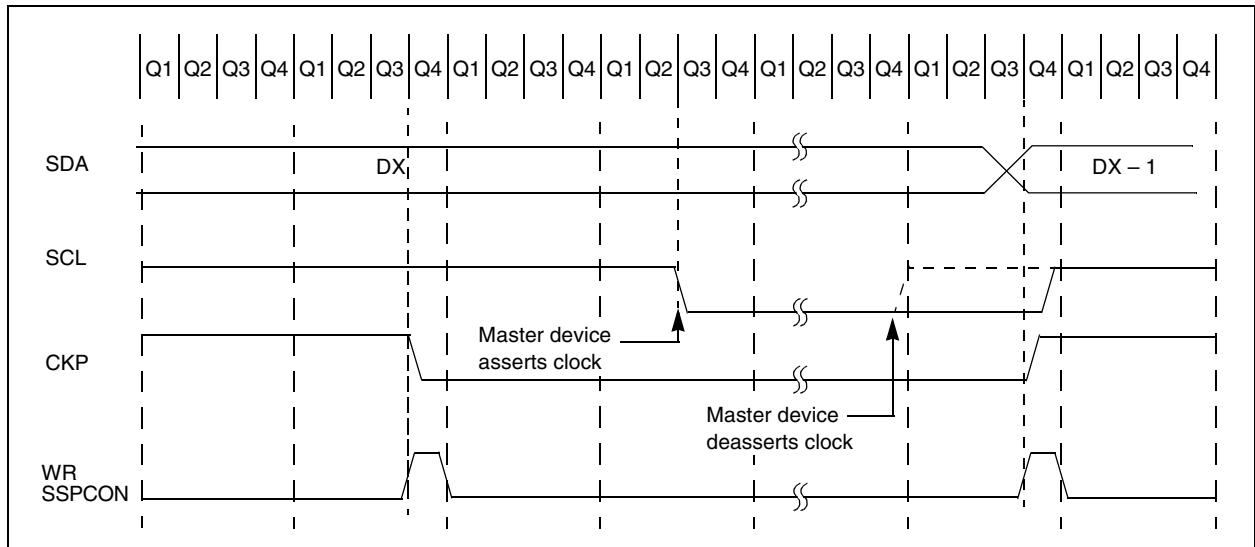 Q1 Q2 Q3 Q4 Q1 Q2 Q3 Q4 Q1 Q2 Q3 Q4 Q1 Q2 Q3 Q4 Q1 Q2 Q3 Q4 Q1 Q2 Q3 Q4 Q1 Q2 Q3 Q4
SDA
DX
DX – 1
SCL
Master device
asserts clock
CKP
Master device
deasserts clock
WR
SSPCON